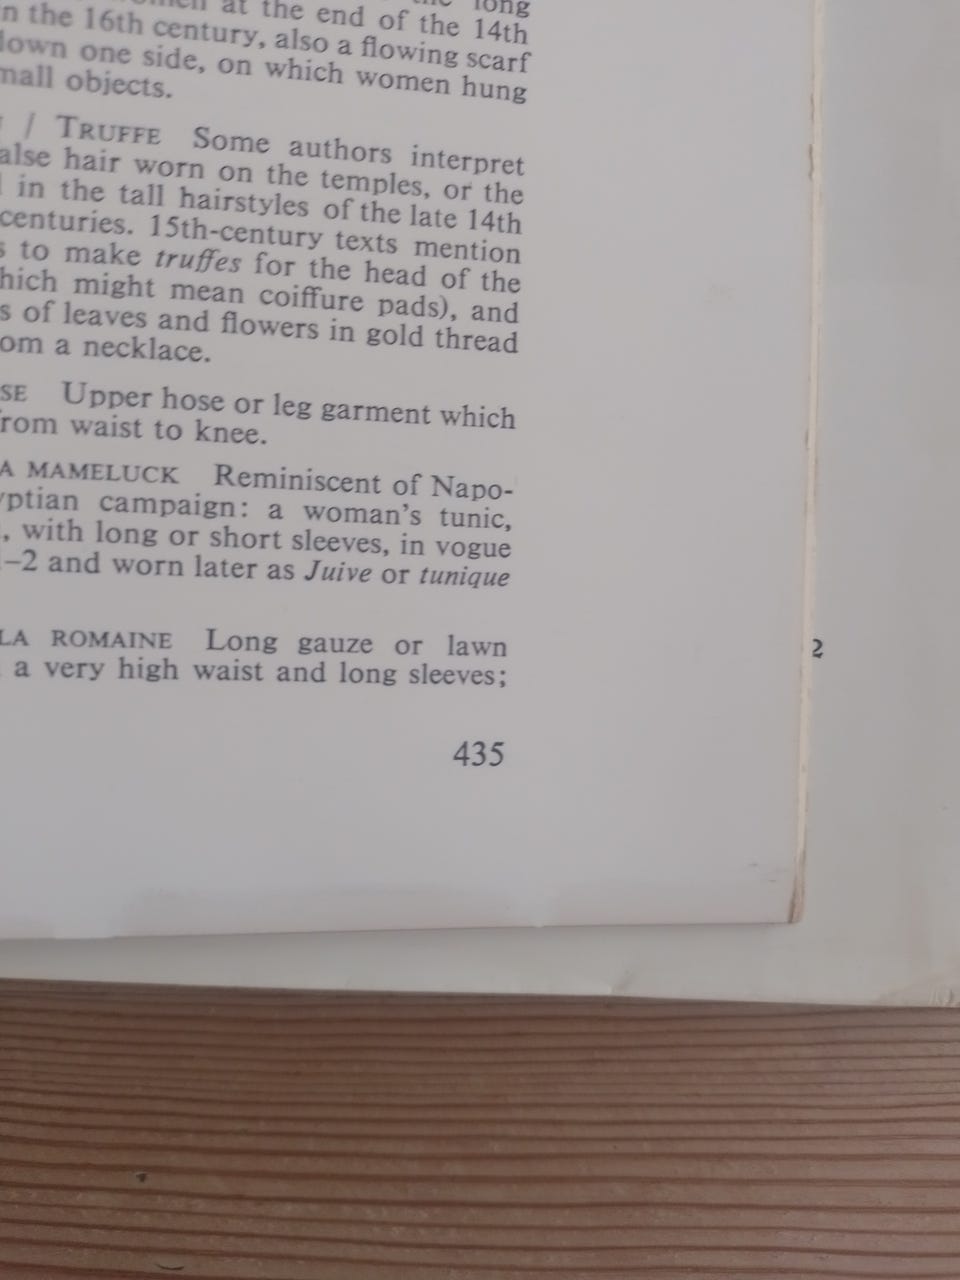 at the end of the 14th
n the 16th century, also a flowing scarf
down one side, on which women hung
mall objects.
/ TRUFFE Some authors interpret
alse hair worn on the temples, or the
in the tall hairstyles of the late 14th
centuries. 15th-century texts mention
s to make truffes for the head of the
hich might mean coiffure pads), and
s of leaves and flowers in gold thread
om a necklace.
SE Upper hose or leg garment which
from waist to knee.
A MAMELUCK Reminiscent of Napo-
yptian campaign: a woman's tunic,
, with long or short sleeves, in vogue
–2 and worn later as Juive or tunique
LA ROMAINE Long gauze or lawn
a very high waist and long sleeves;
435
2